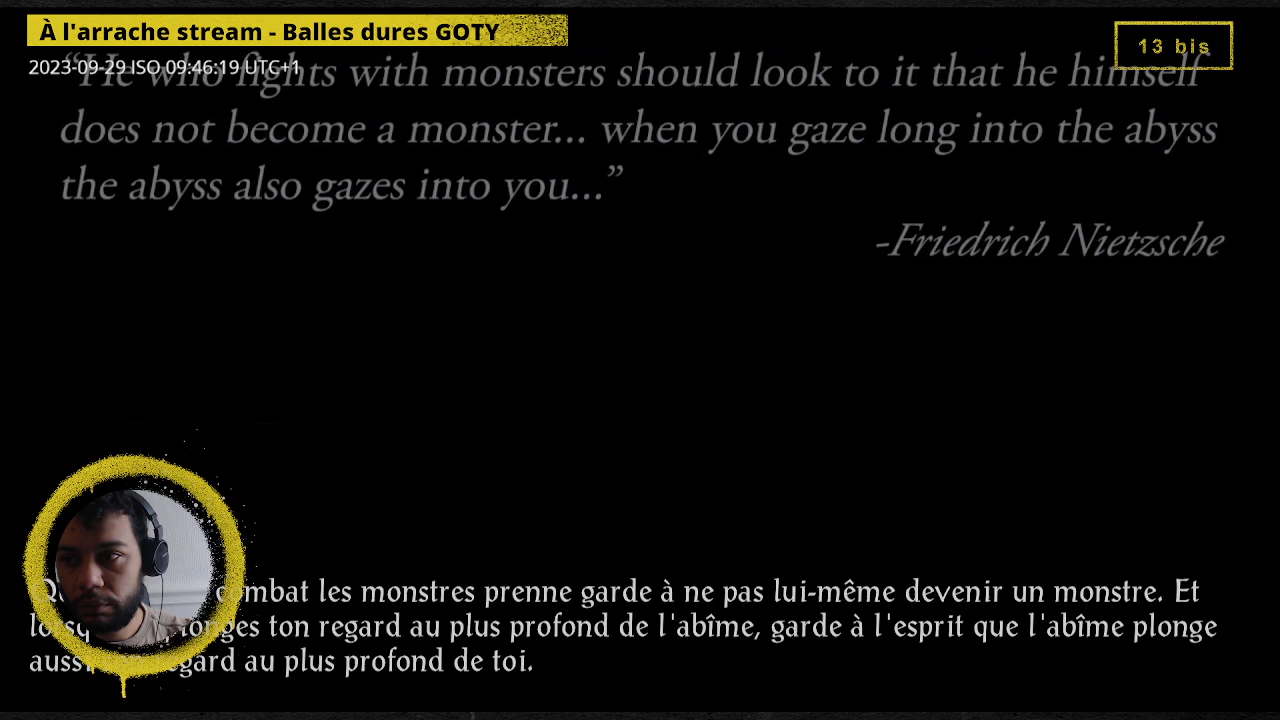 À l'arrache stream - Balles dures GOTY
13 bis
2023-09-29 ISO 09:46:19 UTC+1
“He who fights with monsters should look to it that he himself
does not become a monster... when you gaze long into the abyss
the abyss also gazes into you...”
-Friedrich Nietzsche
combat les monstres prenne garde à ne pas lui-même devenir un monstre. Et
ton regard au plus profond de l'abîme, garde à l'esprit que l'abîme plonge
regard au plus profond de toi.